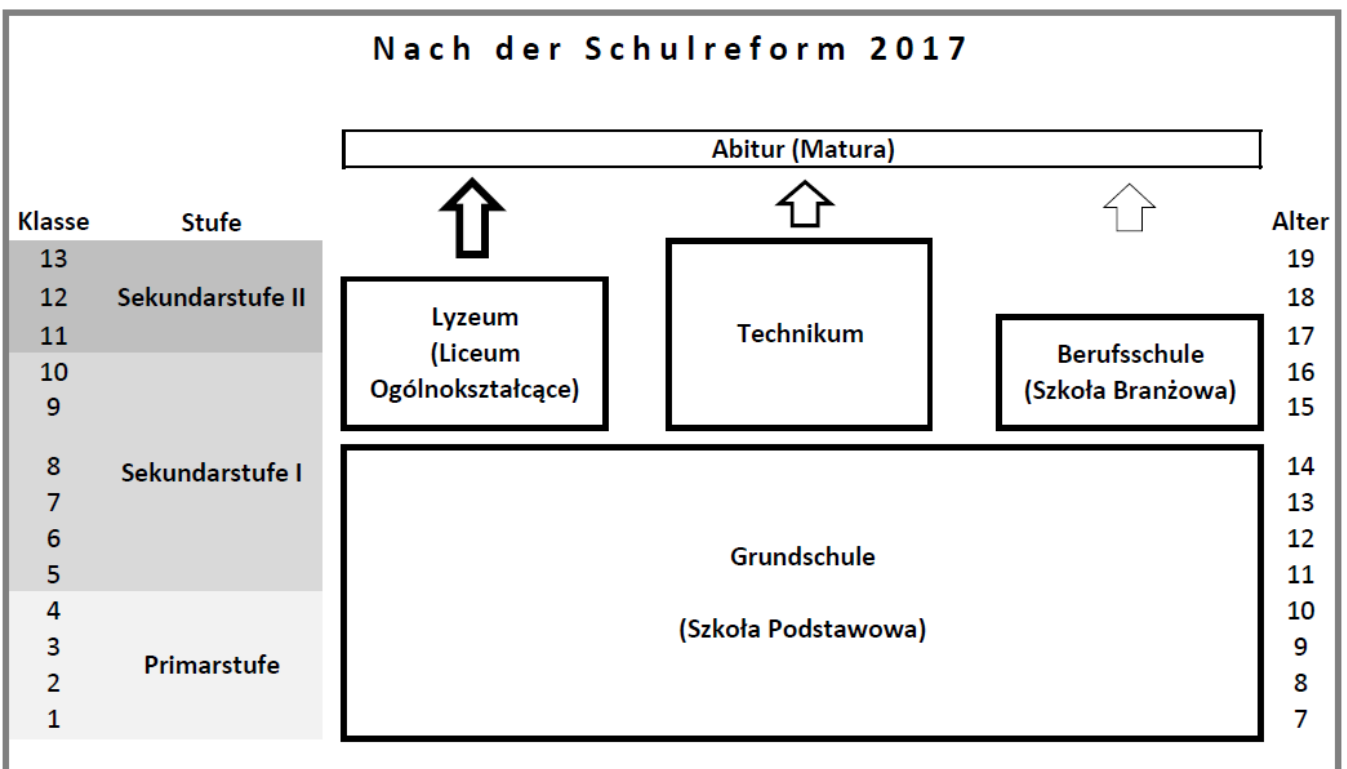 Nach der Schulreform 2017
Abitur (Matura)
Klasse Stufe Alter
13 19
12 Sekundarstufe II 18
11 17
10 16
9 15
8 14
Sekundarstufe I
7 13
6 12
5 11
4 10
3 9
Primarstufe
2 8
1 7
Lyzeum
(Liceum
Ogólnokształcące)
Technikum
Berufsschule
(Szkoła Branżowa)
Grundschule
(Szkoła Podstawowa)